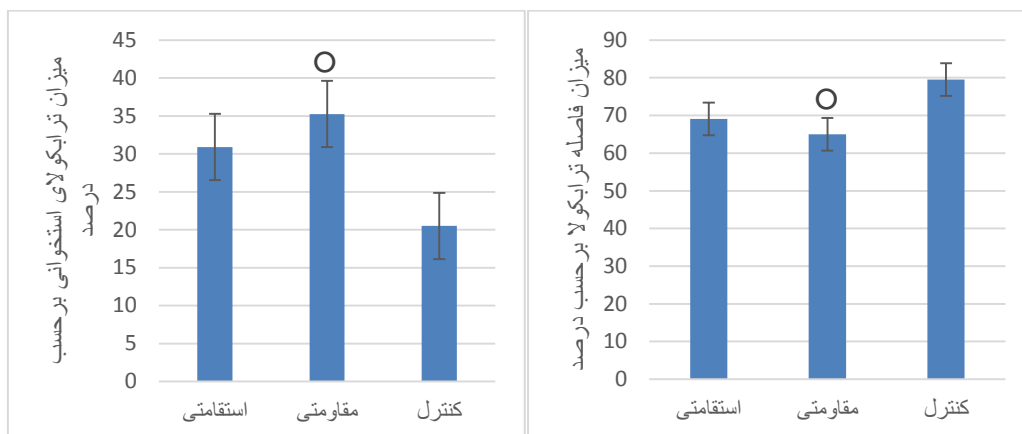 میزان ترابکولای استخوانی برحسب
درصد
45
40
35
30
25
20
15
10
5
0
استقامتی
مقاومتی
کنترل
میزان فاصله ترابکولا برحسب درصد
90
80
70
60
50
40
30
20
10
0
استقامتی
مقاومتی
کنترل